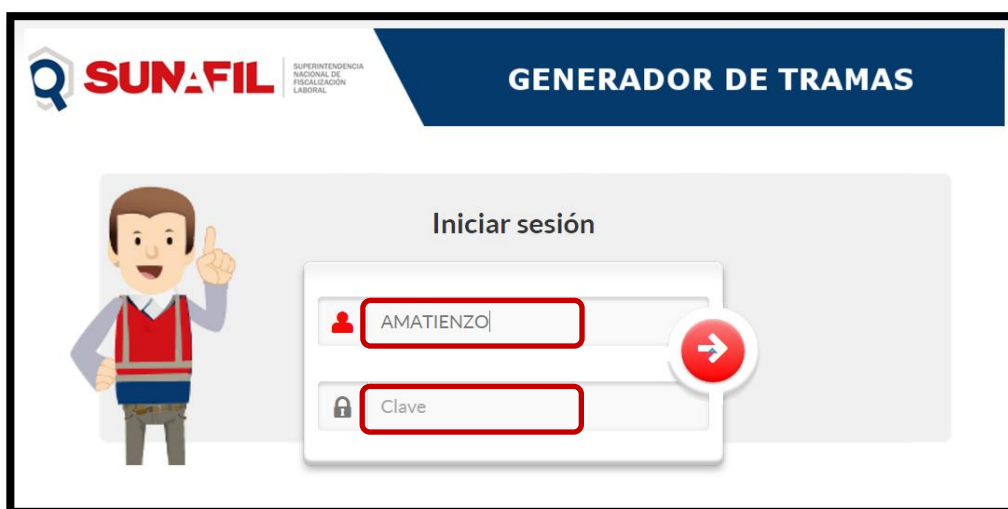 SUNAFIL
SUPERINTENDENCIA
NACIONAL DE
FISCALIZACIÓN
LABORAL
GENERADOR DE TRAMAS
Iniciar sesión
AMATIENZO
Clave